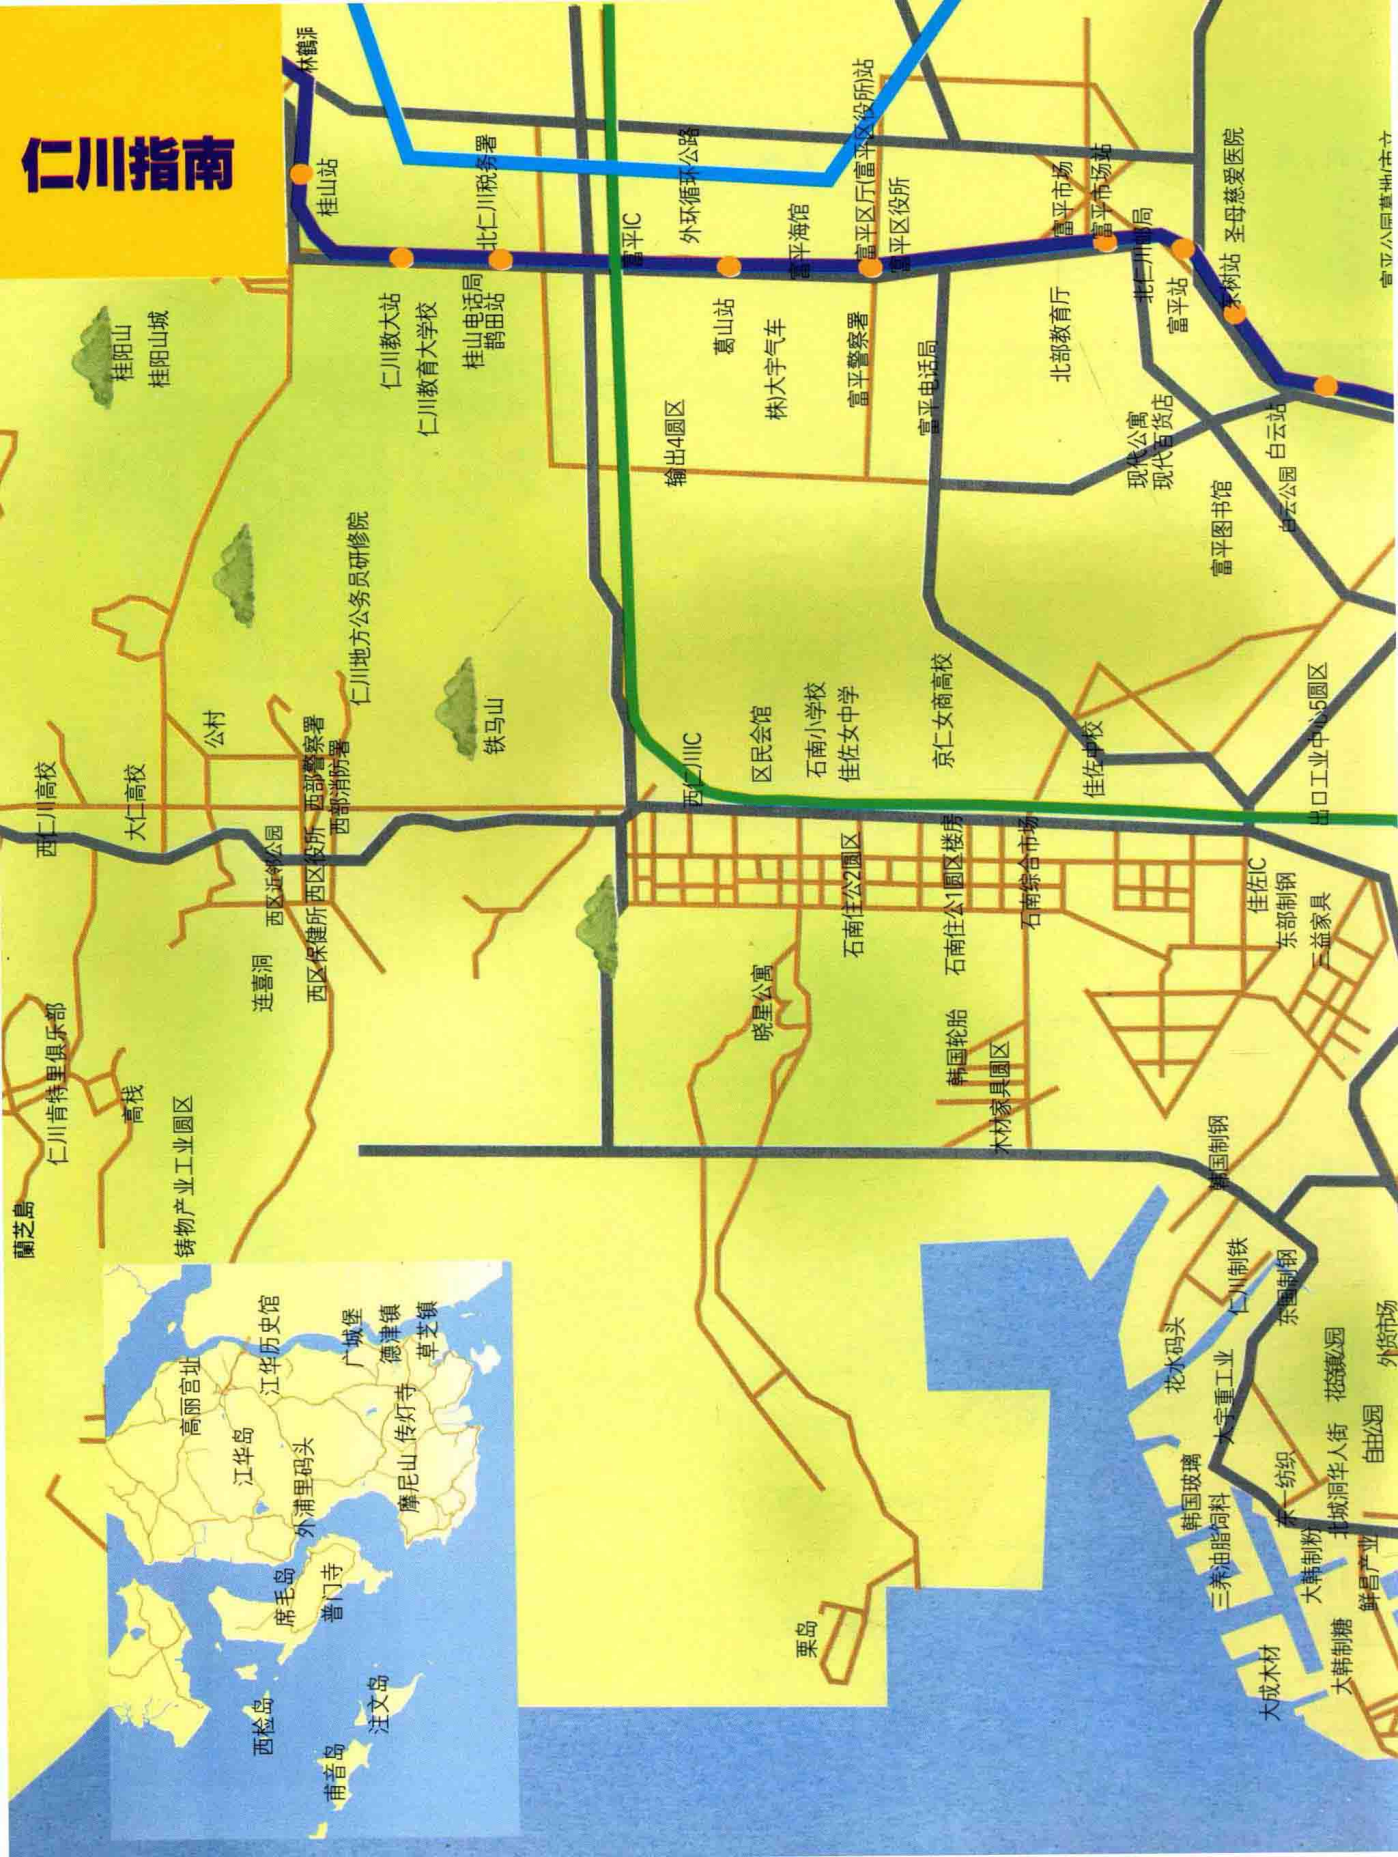 仁川指南
林鹤洞
桂山站
桂阳山
桂阳山城
仁川教大站
仁川教育大学校
桂山电话局
鹊田站
北仁川税务署
富平IC
外环循环公路
葛山站
株)大宇气车
富平海馆
富平区厅(富平区役所)站
富平区役所
富平警察署
富平电话局
输出4圆区
富平市场
富平市场站
北仁川邮局
北部教育厅
富平站
东树站
圣母慈爱医院
现代公寓
现代百货店
白云站
白云公园
富平图书馆
仁川地方公务员研修院
铁马山
公村
西部警察署
西部消防署
西仁川高校
大仁高校
西区近邻公园
西区役所
西区保健所
连喜洞
西仁川IC
区民会馆
石南小学校
佳佐女中学
京仁女商高校
佳佐中校
出口工业中心5圆区
石南住公2圆区
石南住公1圆区楼房
石南综合市场
佳佐IC
东部制钢
三益家具
晓星公寓
韩国轮胎
木材家具圆区
仁川肯特里俱乐部
高栈
铸物产业工业圆区
蘭芝島
韩国制钢
仁川制铁
东国制钢
花水码头
大宇重工业
韩国玻璃
三养油脂饲料
东一纺织
北城洞华人街
自由公园
外货市场
大韩制粉
鲜昌产业
大韩制糖
大成木材
栗岛
高丽宫址
江华历史馆
广城堡
德津镇
草芝镇
江华岛
外浦里码头
传灯寺
摩尼山
席毛岛
普门寺
西检岛
注文岛
甫音岛